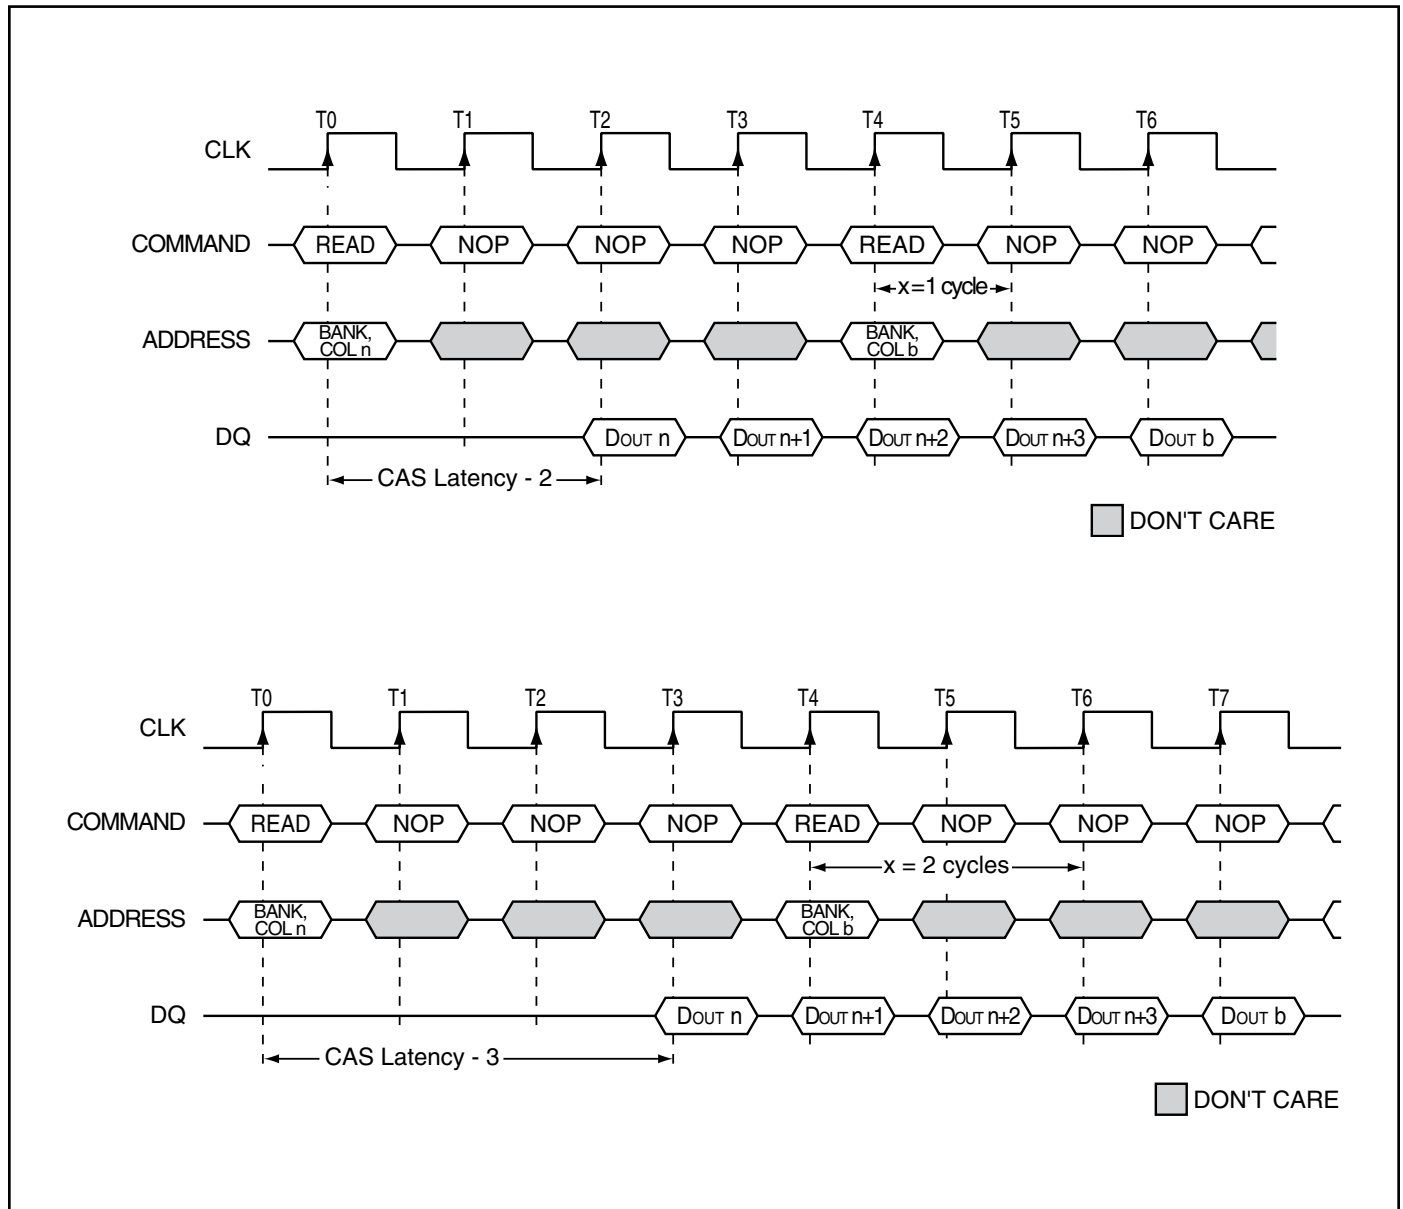 T0 T1 T2 T3 T4 T5 T6
CLK
COMMAND READ NOP NOP NOP READ NOP NOP
x=1 cycle
ADDRESS BANK, COL n BANK, COL b
DQ DOUT n DOUT n+1 DOUT n+2 DOUT n+3 DOUT b
CAS Latency - 2
DON'T CARE
T0 T1 T2 T3 T4 T5 T6 T7
CLK
COMMAND READ NOP NOP NOP READ NOP NOP NOP
x = 2 cycles
ADDRESS BANK, COL n BANK, COL b
DQ DOUT n DOUT n+1 DOUT n+2 DOUT n+3 DOUT b
CAS Latency - 3
DON'T CARE